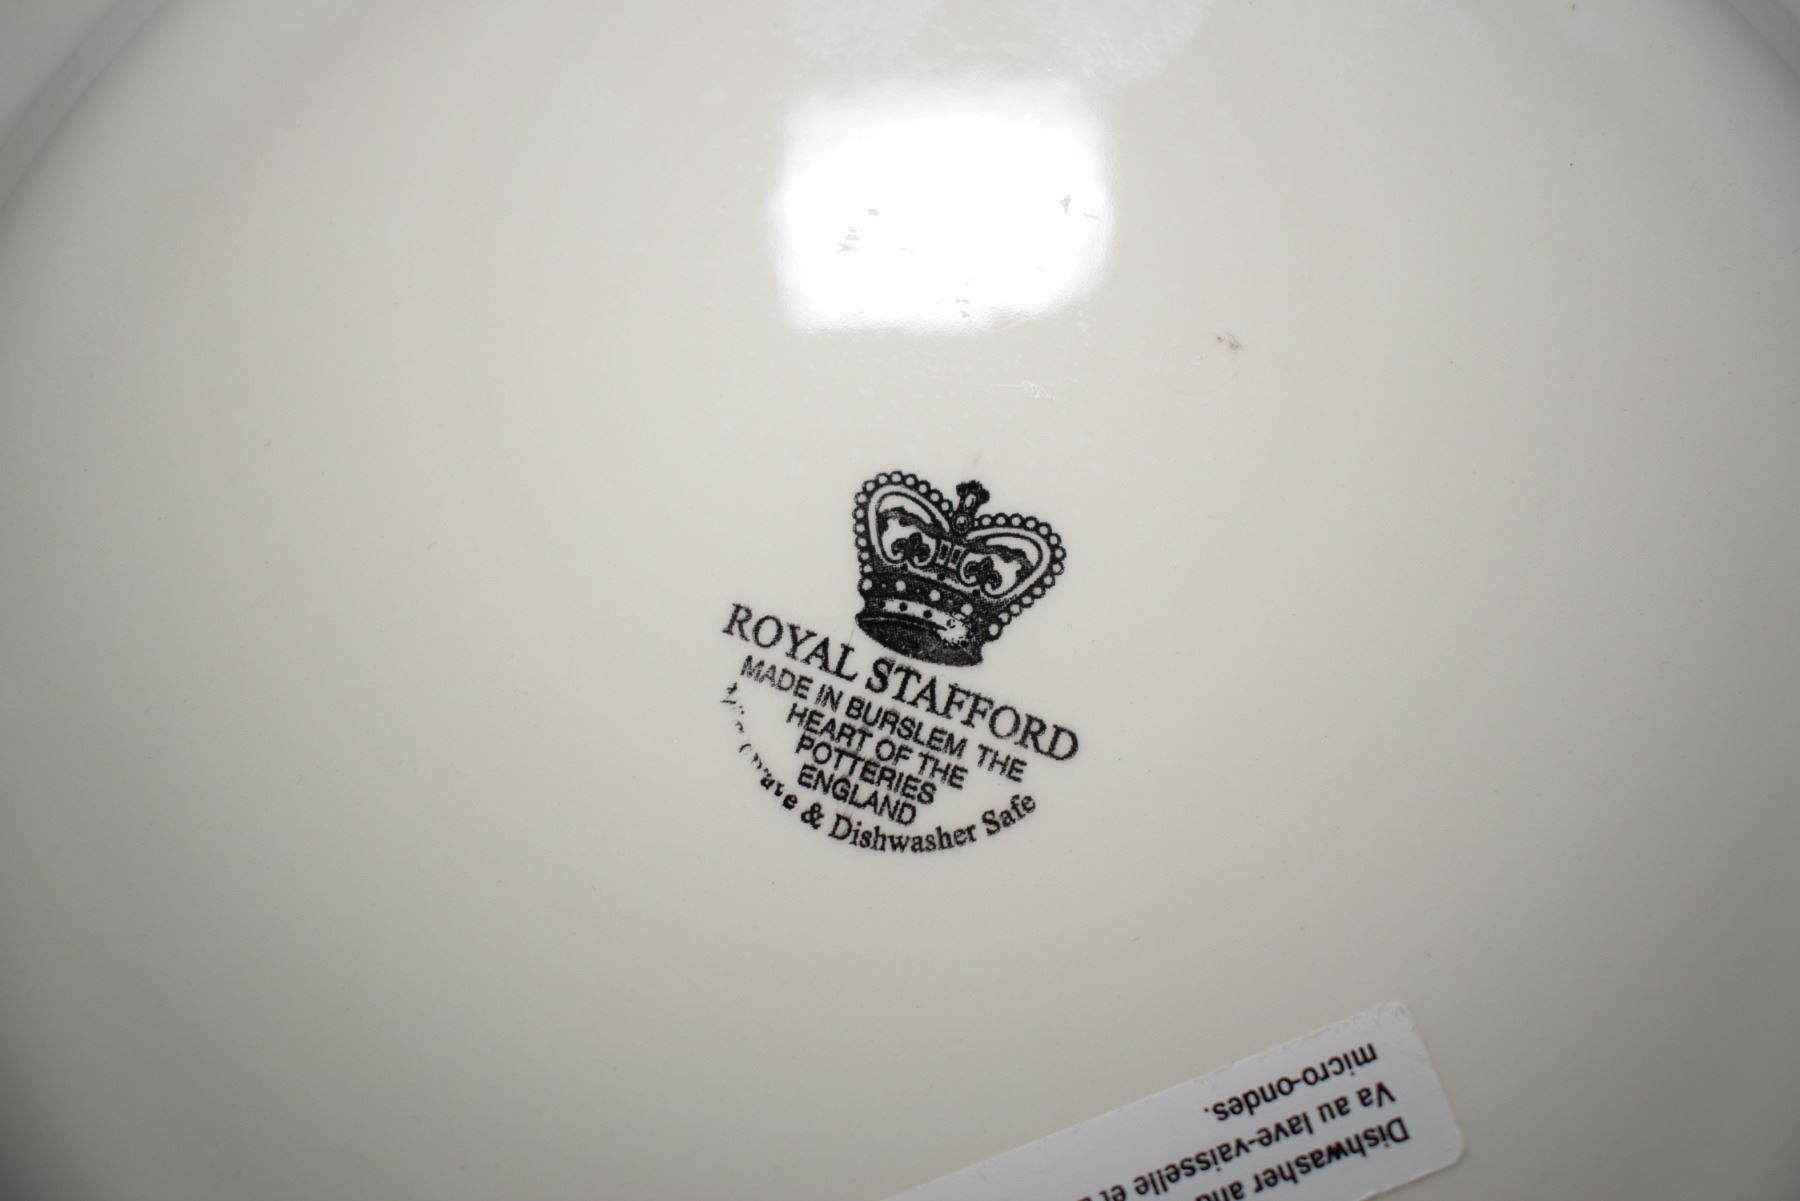 ROYAL STAFFORD
MADE IN BURSLEM THE
HEART OF THE
POTTERIES
ENGLAND
& Dishwasher Safe
Dishwasher and
Va au lave-vaisselle et
micro-ondes.